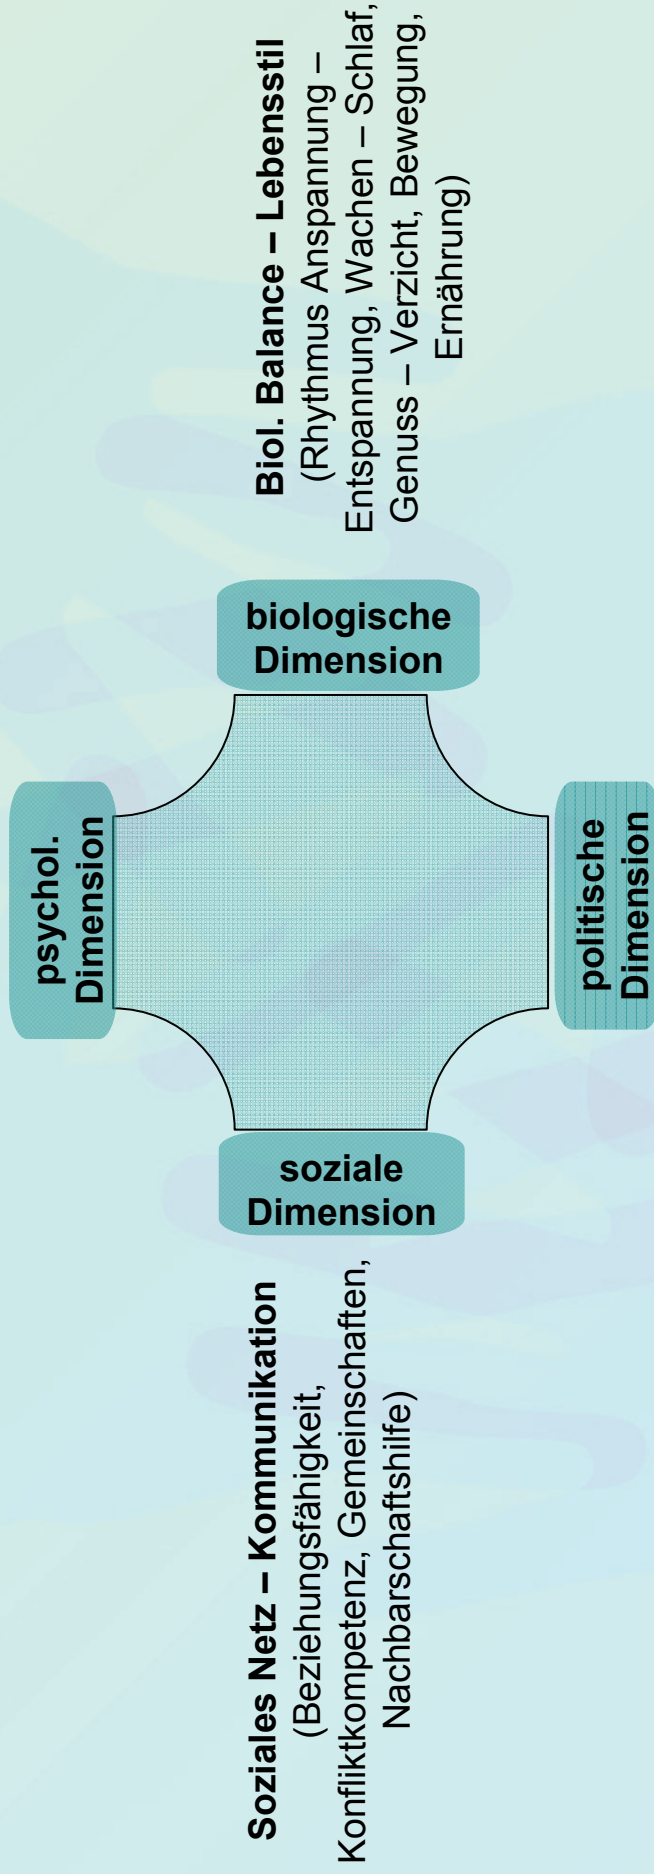 Biol. Balance – Lebensstil
(Rhythmus Anspannung –
Entspannung, Wachen – Schlaf,
Genuss – Verzicht, Bewegung,
Ernährung)
biologische
Dimension
psychol.
Dimension
politische
Dimension
soziale
Dimension
Soziales Netz – Kommunikation
(Beziehungsfähigkeit,
Konfliktkompetenz, Gemeinschaften,
Nachbarschaftshilfe)